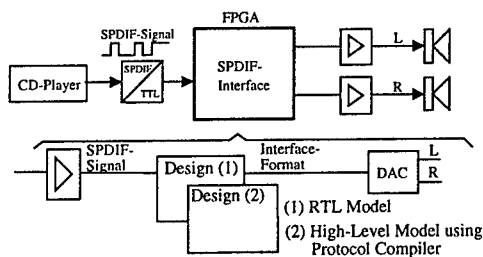 FPGA
SPDIF-Signal
CD-Player
SPDIF
TTL
SPDIF-
Interface
L
R
SPDIF-
Signal
Interface-
Format
Design (1)
Design (2)
DAC
L
R
(1) RTL Model
(2) High-Level Model using
Protocol Compiler